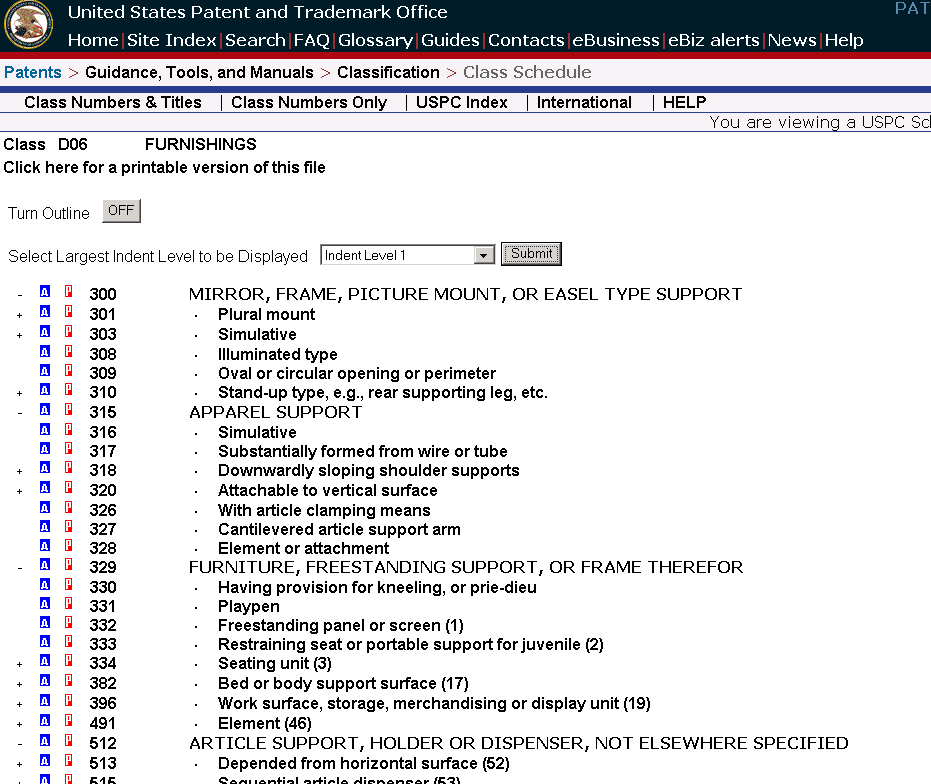 United States Patent and Trademark Office
PAT
Home|Site Index|Search|FAQ|Glossary|Guides|Contacts|eBusiness|eBiz alerts|News|Help
Patents > Guidance, Tools, and Manuals > Classification > Class Schedule
Class Numbers & Titles | Class Numbers Only | USPC Index | International | HELP
You are viewing a USPC Sc
Class D06 FURNISHINGS
Click here for a printable version of this file
Turn Outline OFF
Select Largest Indent Level to be Displayed Indent Level 1 Submit
- A P 300 MIRROR, FRAME, PICTURE MOUNT, OR EASEL TYPE SUPPORT
+ A P 301 . Plural mount
+ A P 303 . Simulative
A P 308 . Illuminated type
A P 309 . Oval or circular opening or perimeter
+ A P 310 . Stand-up type, e.g., rear supporting leg, etc.
- A P 315 APPAREL SUPPORT
A P 316 . Simulative
A P 317 . Substantially formed from wire or tube
+ A P 318 . Downwardly sloping shoulder supports
+ A P 320 . Attachable to vertical surface
A P 326 . With article clamping means
A P 327 . Cantilevered article support arm
A P 328 . Element or attachment
- A P 329 FURNITURE, FREESTANDING SUPPORT, OR FRAME THEREFOR
A P 330 . Having provision for kneeling, or prie-dieu
A P 331 . Playpen
A P 332 . Freestanding panel or screen (1)
A P 333 . Restraining seat or portable support for juvenile (2)
+ A P 334 . Seating unit (3)
+ A P 382 . Bed or body support surface (17)
+ A P 396 . Work surface, storage, merchandising or display unit (19)
+ A P 491 . Element (46)
- A P 512 ARTICLE SUPPORT, HOLDER OR DISPENSER, NOT ELSEWHERE SPECIFIED
+ A P 513 . Depended from horizontal surface (52)
A P 515 . Sequential article dispenser (53)